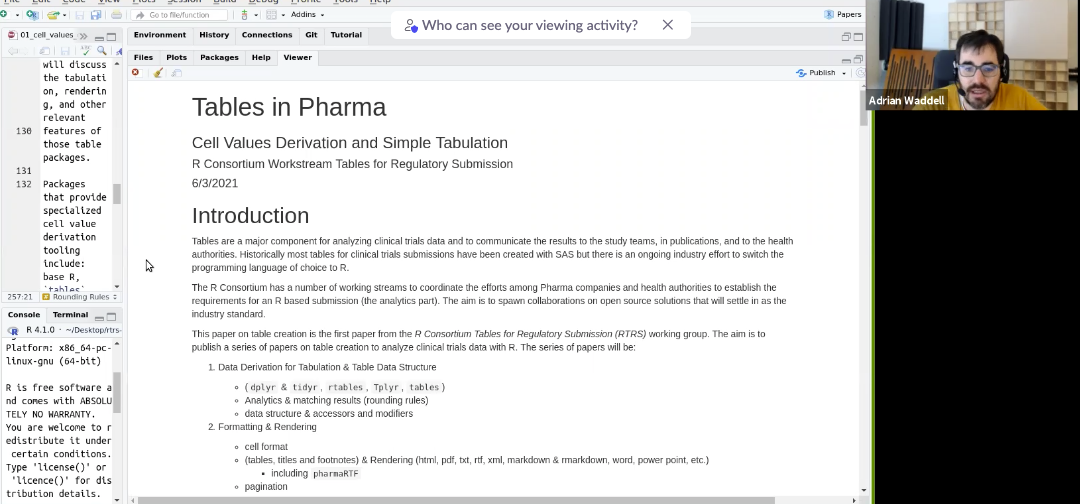 File Edit Code View Plots Session Build Debug Profile Tools Help
Go to file/function
Addins
Papers
Who can see your viewing activity?
Adrian Waddell
01_cell_values_
will discuss
the tabulati
on, renderin
g, and other
relevant
130 features of
those table
packages.
131
132 Packages
that provide
specialized
cell value
derivation
tooling
include:
base R,
`tables`
257:21 Rounding Rules
Console Terminal
R 4.1.0 · ~/Desktop/rtrs-
Platform: x86_64-pc-
linux-gnu (64-bit)
R is free software a
nd comes with ABSOLU
TELY NO WARRANTY.
You are welcome to r
edistribute it under
certain conditions.
Type 'license()' or
'licence()' for dis
tribution details.
Environment History Connections Git Tutorial
Files Plots Packages Help Viewer
Publish
Tables in Pharma
Cell Values Derivation and Simple Tabulation
R Consortium Workstream Tables for Regulatory Submission
6/3/2021
Introduction
Tables are a major component for analyzing clinical trials data and to communicate the results to the study teams, in publications, and to the health
authorities. Historically most tables for clinical trials submissions have been created with SAS but there is an ongoing industry effort to switch the
programming language of choice to R.
The R Consortium has a number of working streams to coordinate the efforts among Pharma companies and health authorities to establish the
requirements for an R based submission (the analytics part). The aim is to spawn collaborations on open source solutions that will settle in as the
industry standard.
This paper on table creation is the first paper from the R Consortium Tables for Regulatory Submission (RTRS) working group. The aim is to
publish a series of papers on table creation to analyze clinical trials data with R. The series of papers will be:
1. Data Derivation for Tabulation & Table Data Structure
( dplyr & tidyr, rtables, Tplyr, tables )
Analytics & matching results (rounding rules)
data structure & accessors and modifiers
2. Formatting & Rendering
cell format
(tables, titles and footnotes) & Rendering (html, pdf, txt, rtf, xml, markdown & rmarkdown, word, power point, etc.)
including pharmaRTF
pagination